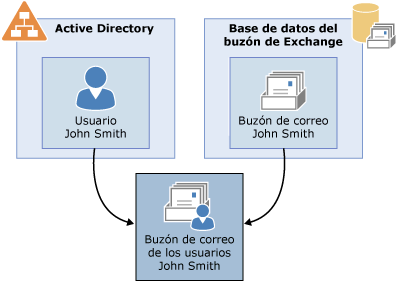 Active Directory
Base de datos del
buzón de Exchange
Usuario
John Smith
Buzón de correo
John Smith
Buzón de correo
de los usuarios
John Smith